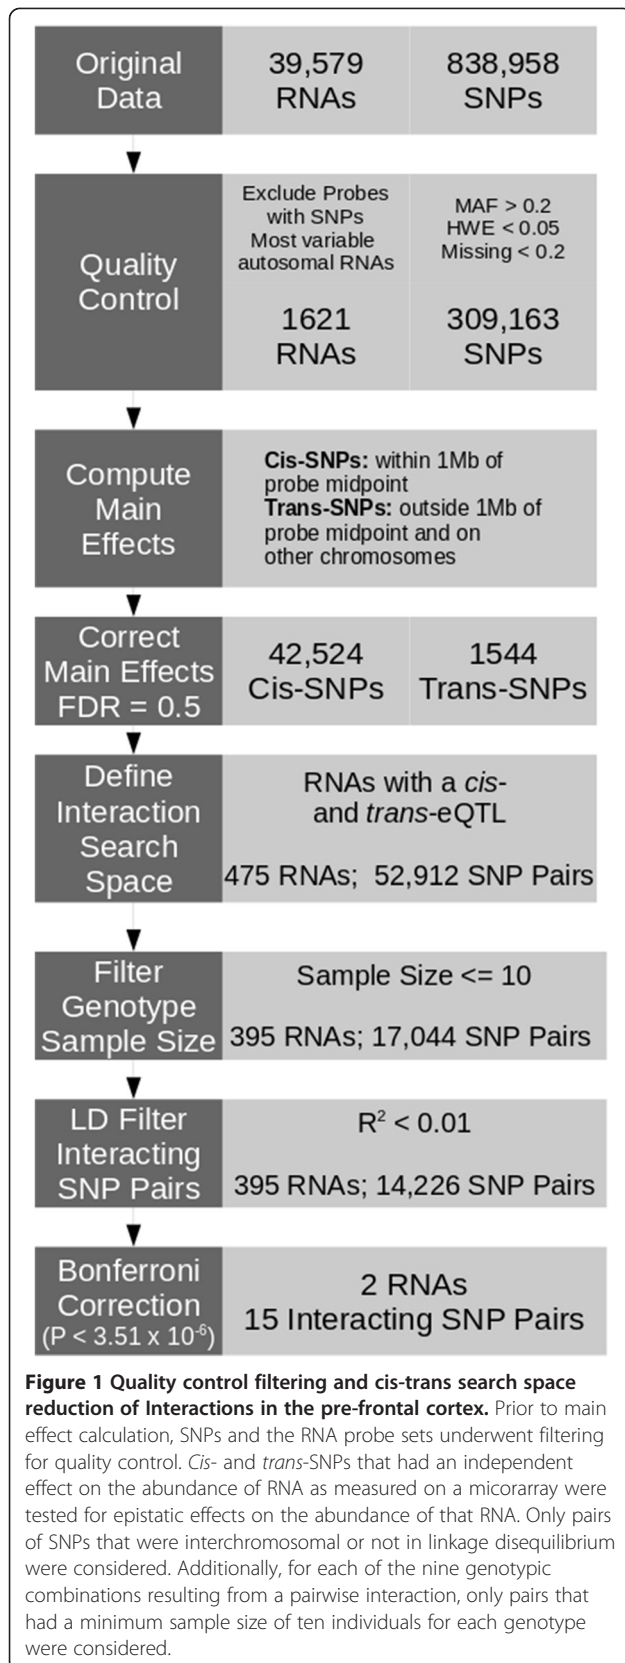 Original
Data
39,579
RNAs
838,958
SNPs
Quality
Control
Exclude Probes
with SNPs
Most variable
autosomal RNAs
MAF > 0.2
HWE < 0.05
Missing < 0.2
1621
RNAs
309,163
SNPs
Compute
Main
Effects
Cis-SNPs: within 1Mb of
probe midpoint
Trans-SNPs: outside 1Mb of
probe midpoint and on
other chromosomes
Correct
Main Effects
FDR = 0.5
42,524
Cis-SNPs
1544
Trans-SNPs
Define
Interaction
Search
Space
RNAs with a cis-
and trans-eQTL
475 RNAs; 52,912 SNP Pairs
Filter
Genotype
Sample Size
Sample Size <= 10
395 RNAs; 17,044 SNP Pairs
LD Filter
Interacting
SNP Pairs
R² < 0.01
395 RNAs; 14,226 SNP Pairs
Bonferroni
Correction
(P < 3.51 x 10⁻⁶)
2 RNAs
15 Interacting SNP Pairs
Figure 1 Quality control filtering and cis-trans search space
reduction of Interactions in the pre-frontal cortex. Prior to main
effect calculation, SNPs and the RNA probe sets underwent filtering
for quality control. Cis- and trans-SNPs that had an independent
effect on the abundance of RNA as measured on a micorarray were
tested for epistatic effects on the abundance of that RNA. Only pairs
of SNPs that were interchromosomal or not in linkage disequilibrium
were considered. Additionally, for each of the nine genotypic
combinations resulting from a pairwise interaction, only pairs that
had a minimum sample size of ten individuals for each genotype
were considered.